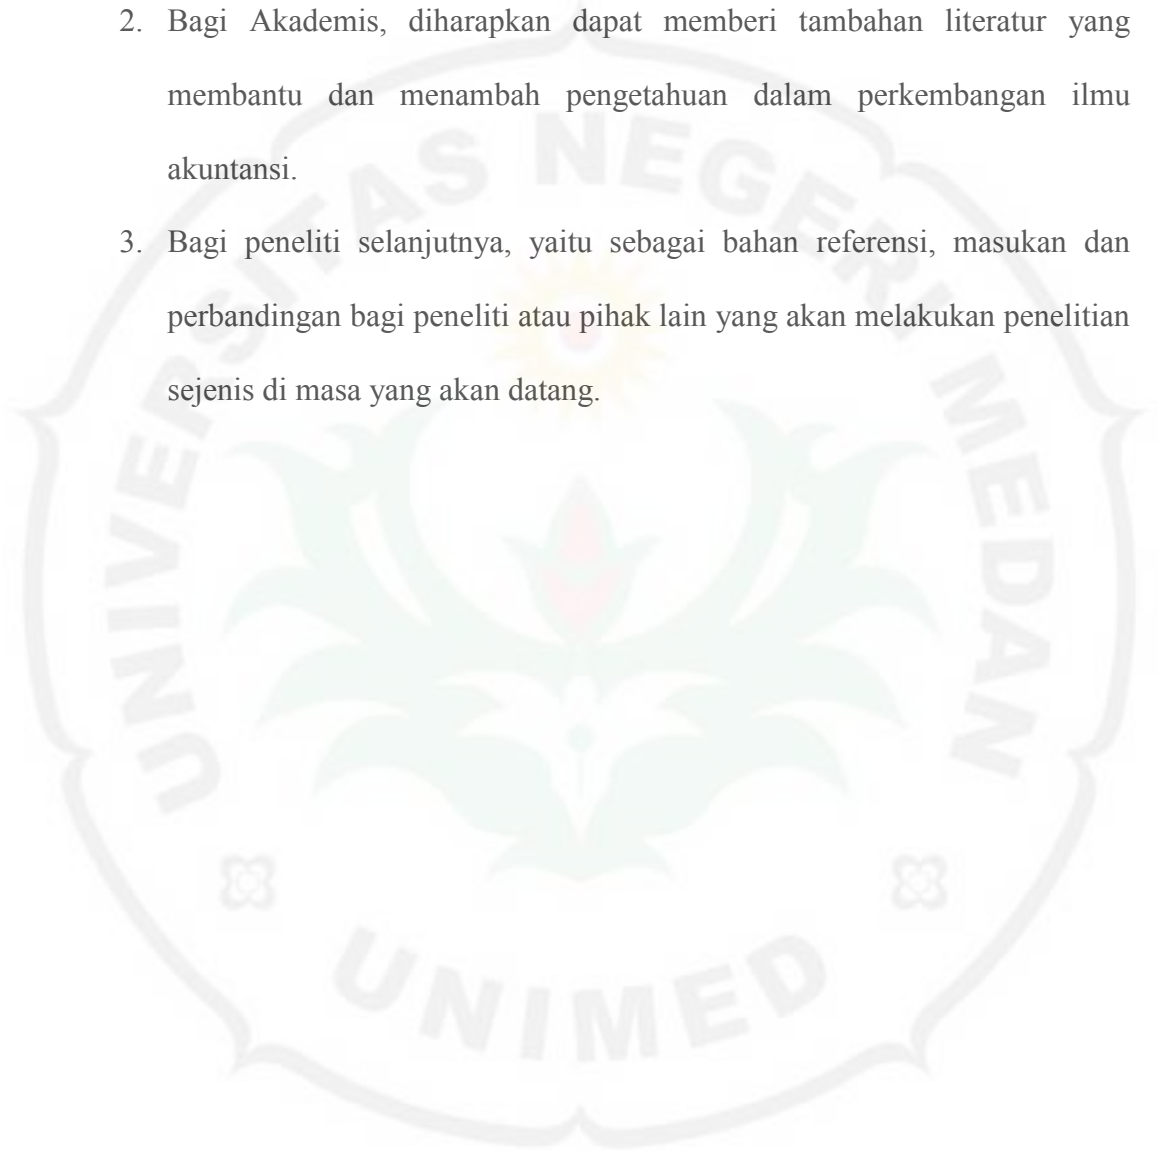 2. Bagi Akademis, diharapkan dapat memberi tambahan literatur yang
membantu dan menambah pengetahuan dalam perkembangan ilmu
akuntansi.
3. Bagi peneliti selanjutnya, yaitu sebagai bahan referensi, masukan dan
perbandingan bagi peneliti atau pihak lain yang akan melakukan penelitian
sejenis di masa yang akan datang.
UNIVERSITAS NEGERI MEDAN
UNIMED